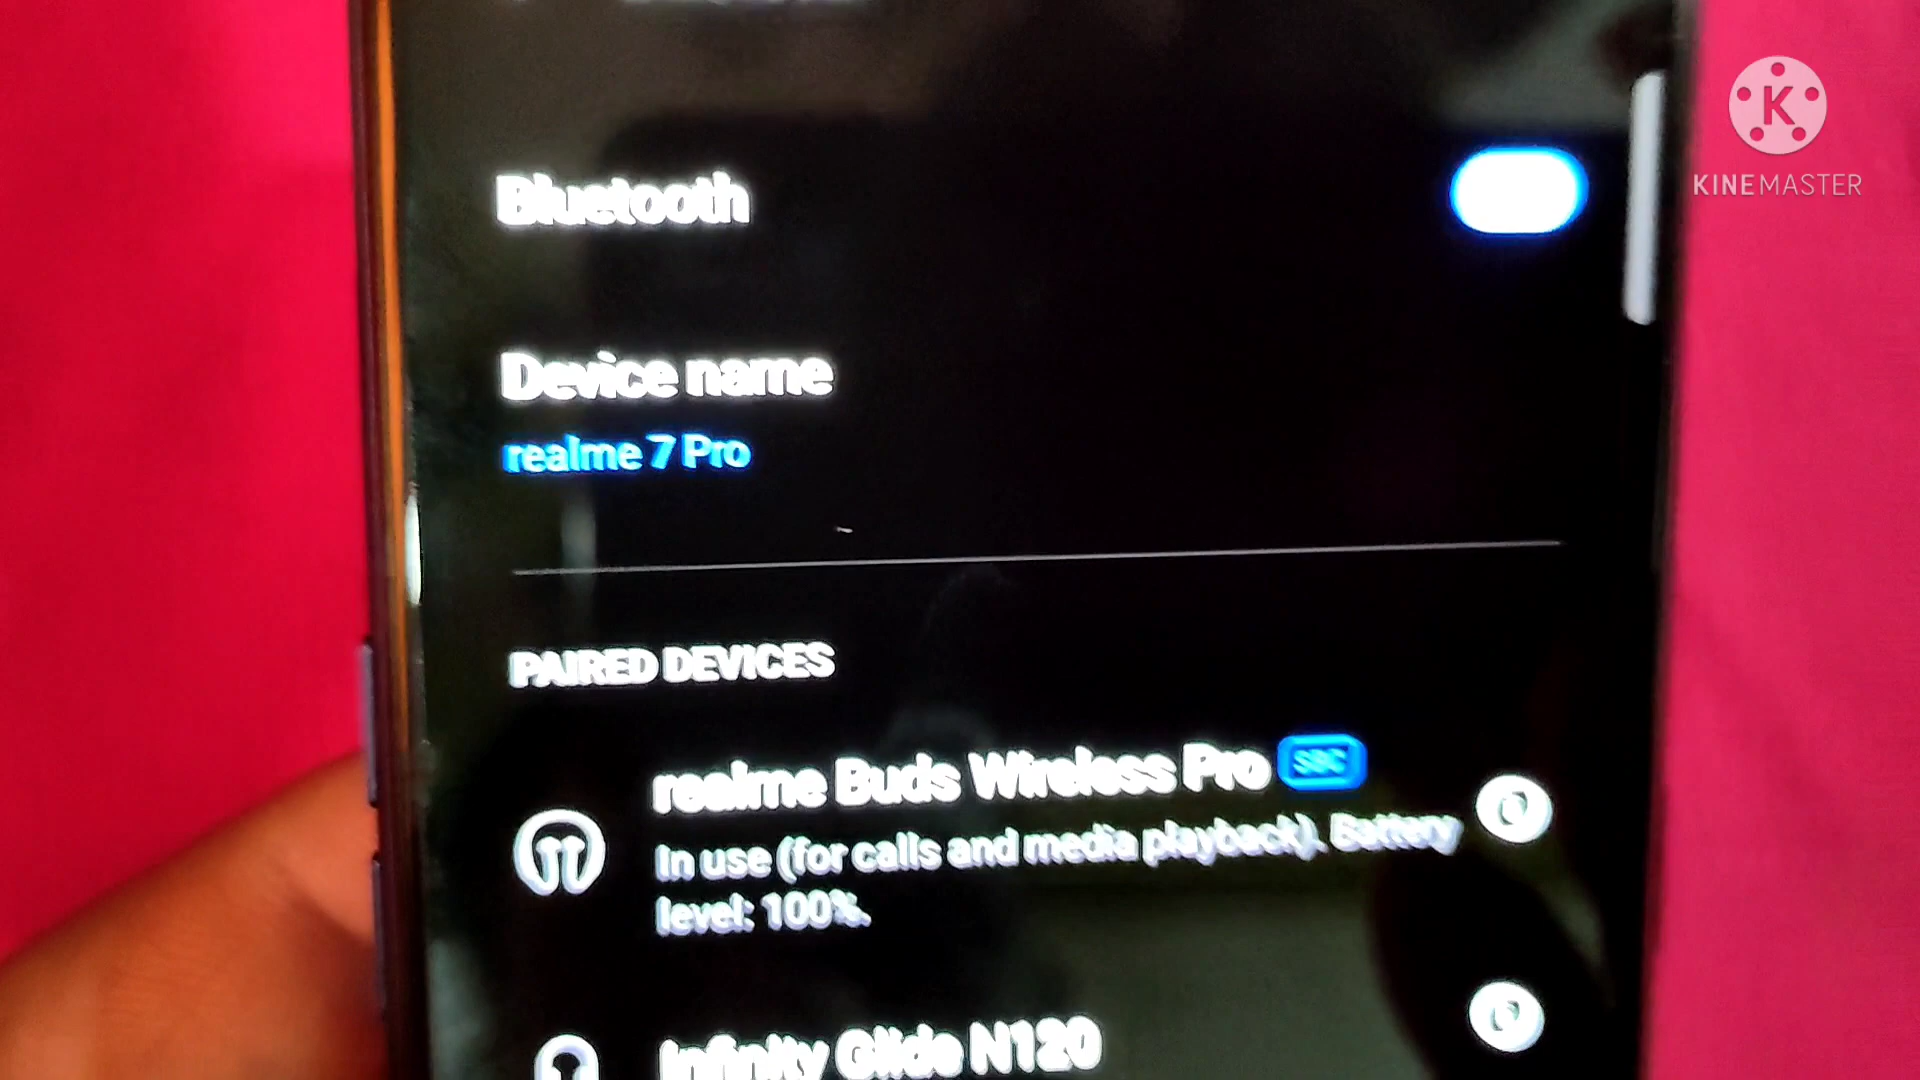 K
KINEMASTER
Bluetooth
Device name
realme 7 Pro
PAIRED DEVICES
realme Buds Wireless Pro SBC
In use (for calls and media playback). Battery
level: 100%.
Infinity Glide N120